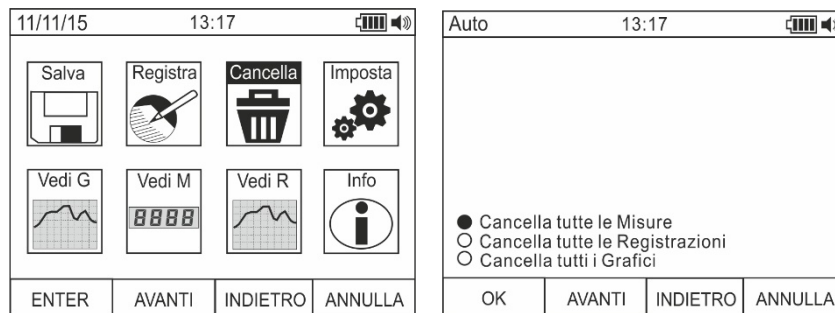 11/11/15 13:17
Salva Registra Cancella Imposta
8888
Vedi G Vedi M Vedi R Info
ENTER AVANTI INDIETRO ANNULLA
Auto 13:17
Cancella tutte le Misure
Cancella tutte le Registrazioni
Cancella tutti i Grafici
OK AVANTI INDIETRO ANNULLA